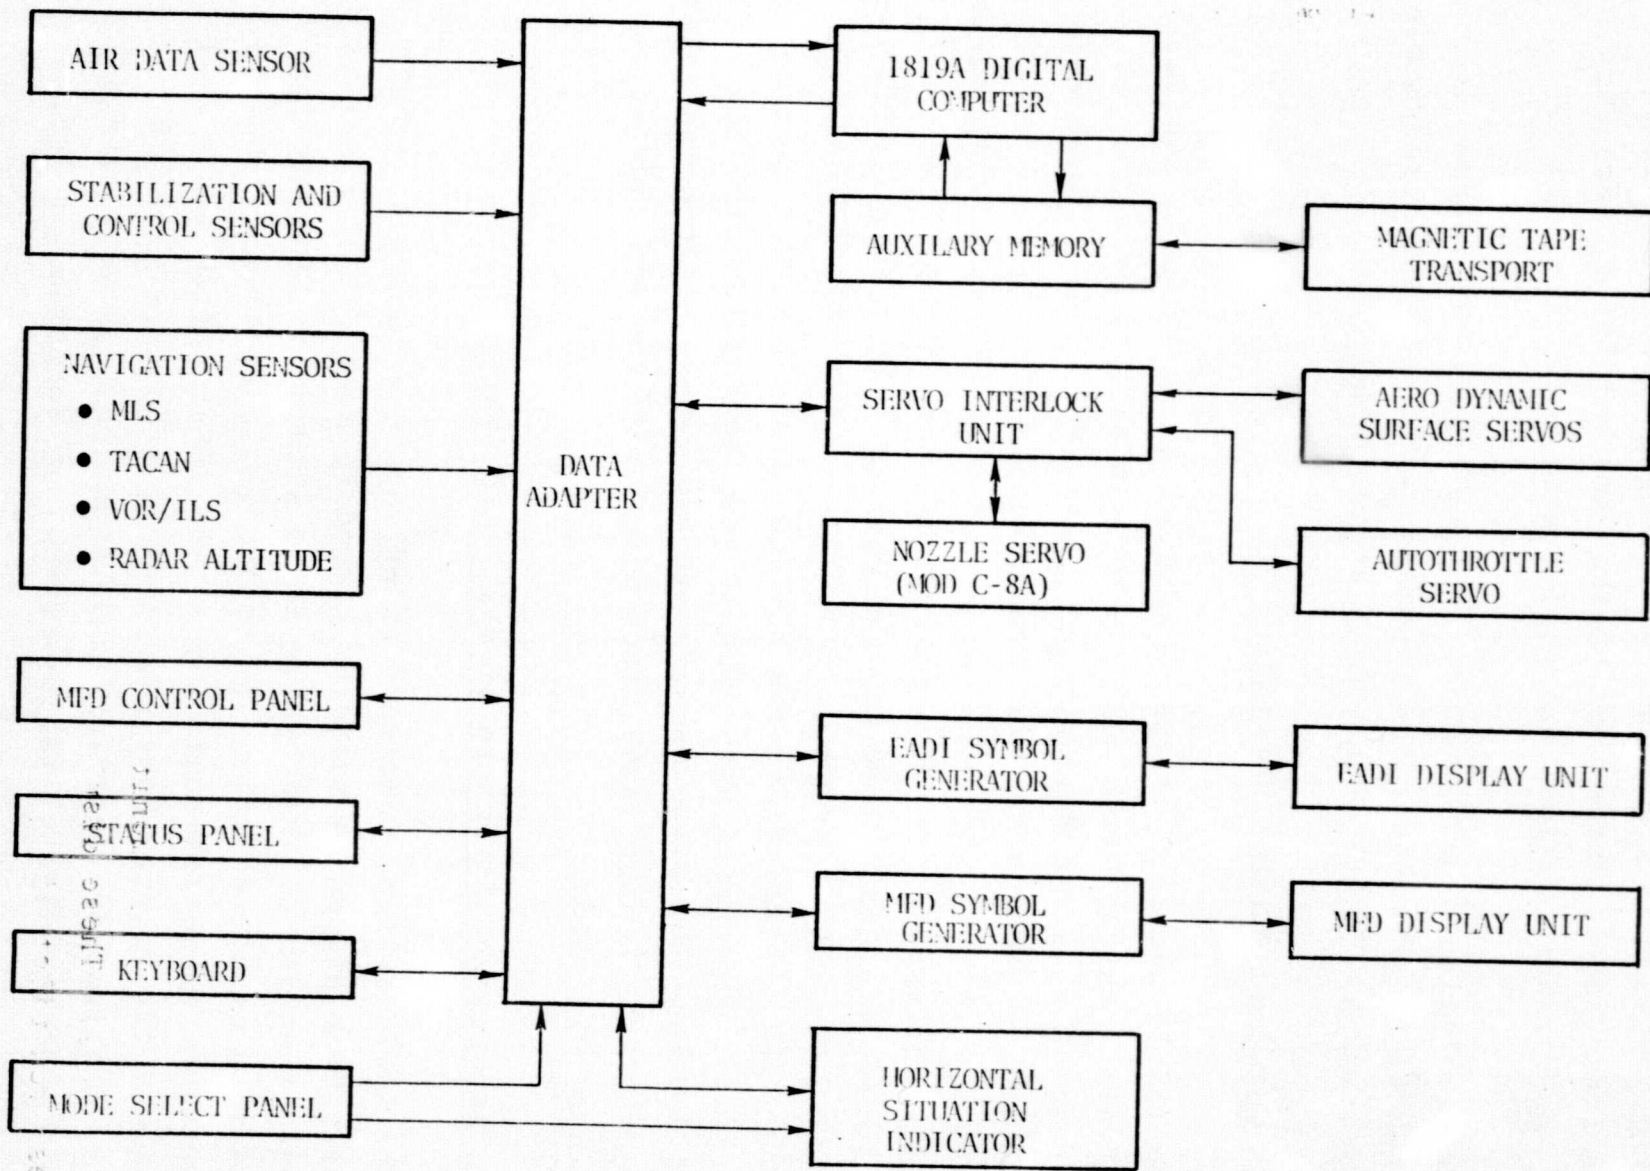 AIR DATA SENSOR
STABILIZATION AND
CONTROL SENSORS
NAVIGATION SENSORS
● MLS
● TACAN
● VOR/ILS
● RADAR ALTITUDE
MFD CONTROL PANEL
STATUS PANEL
KEYBOARD
MODE SELECT PANEL
DATA
ADAPTER
1819A DIGITAL
COMPUTER
AUXILARY MEMORY
MAGNETIC TAPE
TRANSPORT
SERVO INTERLOCK
UNIT
AERO DYNAMIC
SURFACE SERVOS
NOZZLE SERVO
(MOD C-8A)
AUTOTHROTTLE
SERVO
EADI SYMBOL
GENERATOR
EADI DISPLAY UNIT
MFD SYMBOL
GENERATOR
MFD DISPLAY UNIT
HORIZONTAL
SITUATION
INDICATOR